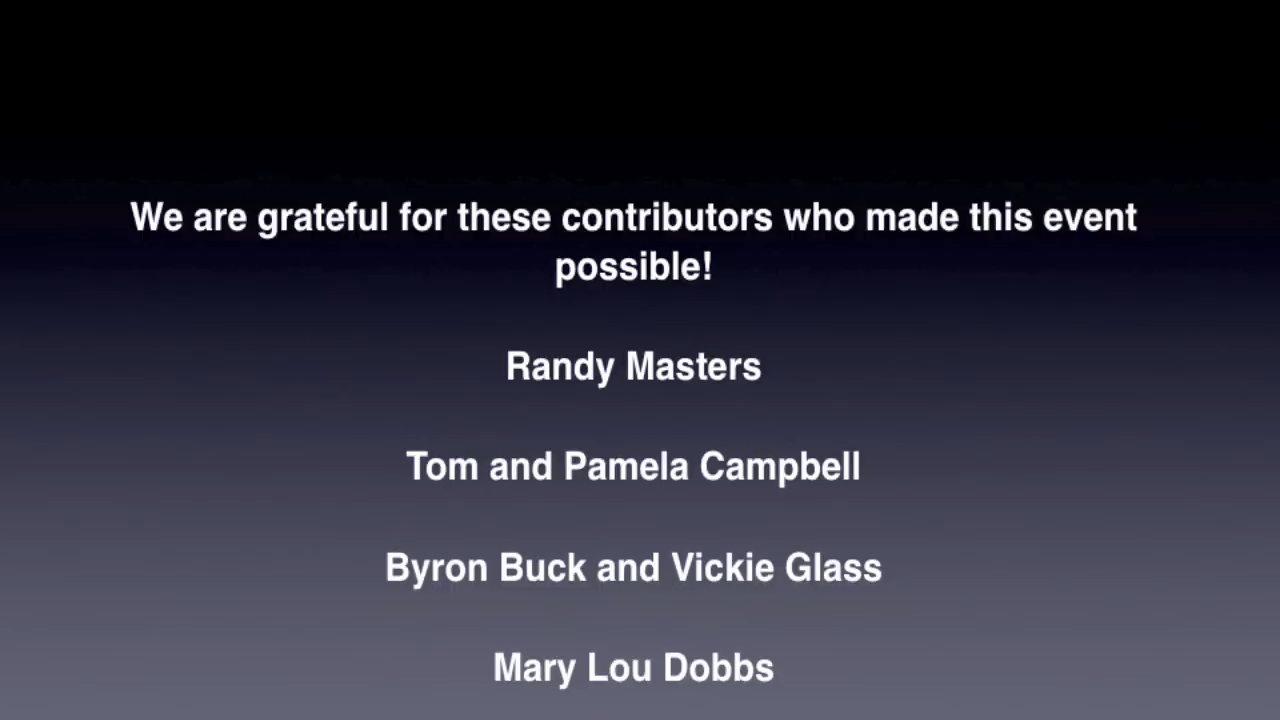 We are grateful for these contributors who made this event
possible!
Randy Masters
Tom and Pamela Campbell
Byron Buck and Vickie Glass
Mary Lou Dobbs